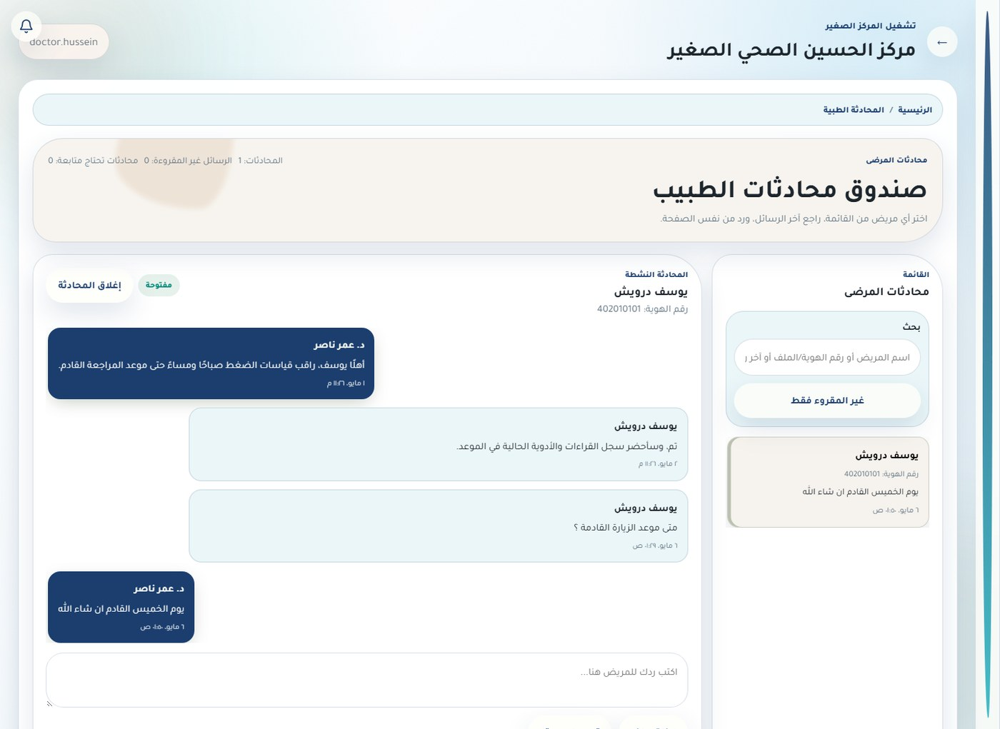 تشغيل المركز الصغير
مركز الحسين الصحي الصغير
doctor.hussein
الرئيسية / المحادثة الطبية
محادثات المرضى
المحادثات: 1 الرسائل غير المقروءة: 0 محادثات تحتاج متابعة: 0
صندوق محادثات الطبيب
اختر أي مريض من القائمة، راجع آخر الرسائل، ورد من نفس الصفحة.
القائمة
محادثات المرضى
بحث
اسم المريض أو رقم الهوية/الملف أو آخر ر
غير المقروء فقط
يوسف درويش
رقم الهوية: 402010101
يوم الخميس القادم ان شاء الله
٦ مايو، ٠١:٥٠ ص
المحادثة النشطة
يوسف درويش
رقم الهوية: 402010101
مفتوحة
إغلاق المحادثة
د. عمر ناصر
أهلًا يوسف، راقب قياسات الضغط صباحًا ومساءً حتى موعد المراجعة القادم.
١ مايو، ١١:٢٦ م
يوسف درويش
تم، وسأحضر سجل القراءات والأدوية الحالية في الموعد.
٢ مايو، ١١:٢٦ م
يوسف درويش
متى موعد الزيارة القادمة ؟
٦ مايو، ٠١:٢٩ ص
د. عمر ناصر
يوم الخميس القادم ان شاء الله
٦ مايو، ٠١:٥٠ ص
اكتب ردك للمريض هنا...